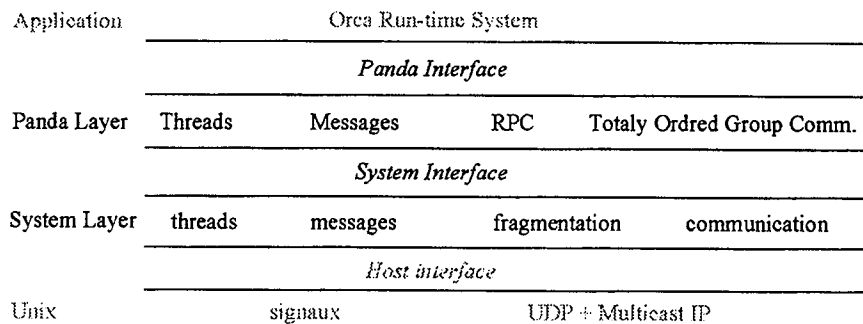 Application Orca Run-time System
Panda Interface
Panda Layer Threads Messages RPC Totaly Ordred Group Comm.
System Interface
System Layer threads messages fragmentation communication
Host interface
Unix signaux UDP + Multicast IP